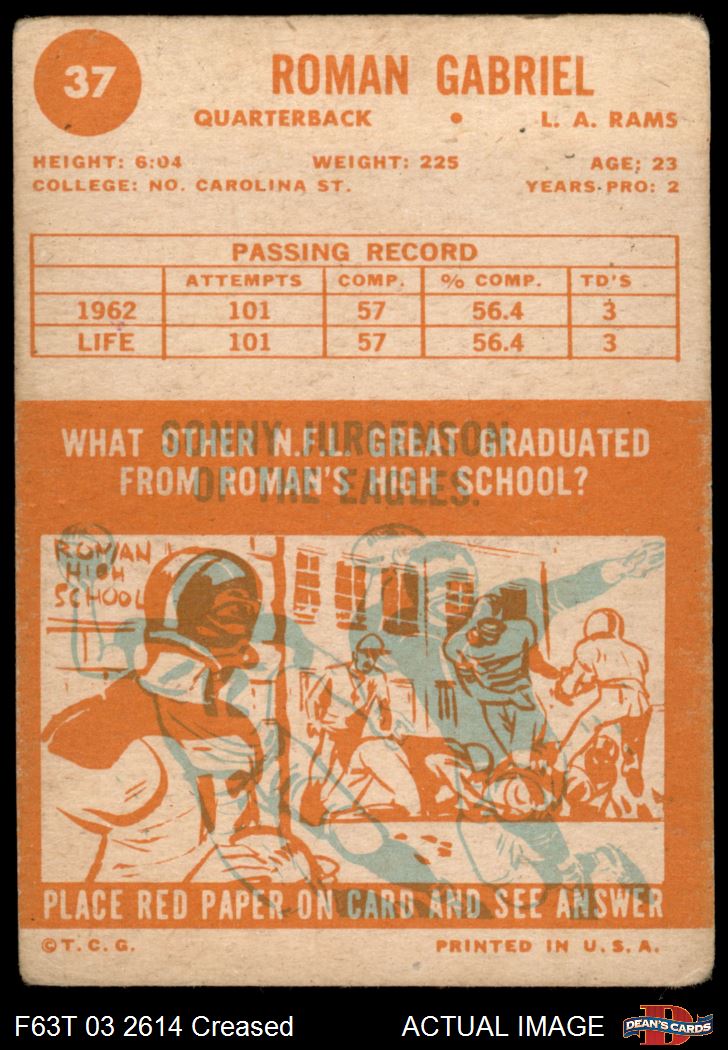 37
ROMAN GABRIEL
QUARTERBACK • L. A. RAMS
HEIGHT: 6:04 WEIGHT: 225 AGE; 23
COLLEGE: NO. CAROLINA ST. YEARS PRO: 2
PASSING RECORD
ATTEMPTS COMP. % COMP. TD'S
1962 101 57 56.4 3
LIFE 101 57 56.4 3
WHAT OTHER N.F.L. GREAT GRADUATED
FROM ROMAN'S HIGH SCHOOL?
SONNY JURGENSON
OF THE EAGLES.
ROMAN
HIGH
SCHOOL
PLACE RED PAPER ON CARD AND SEE ANSWER
©T.C.G. PRINTED IN U.S.A.
F63T 03 2614 Creased ACTUAL IMAGE
DEAN'S CARDS